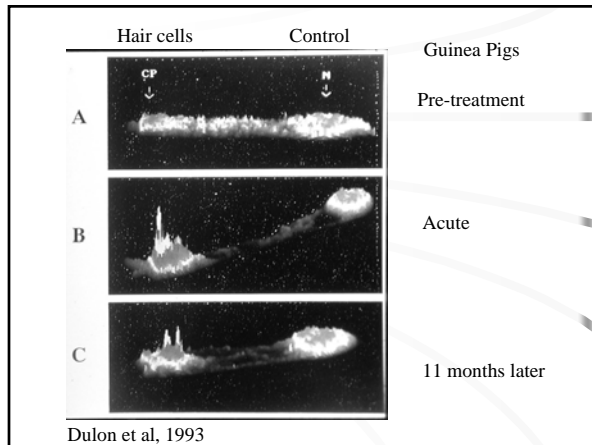 Hair cells Control
Guinea Pigs
CP N
Pre-treatment
A
B
Acute
C
11 months later
Dulon et al, 1993